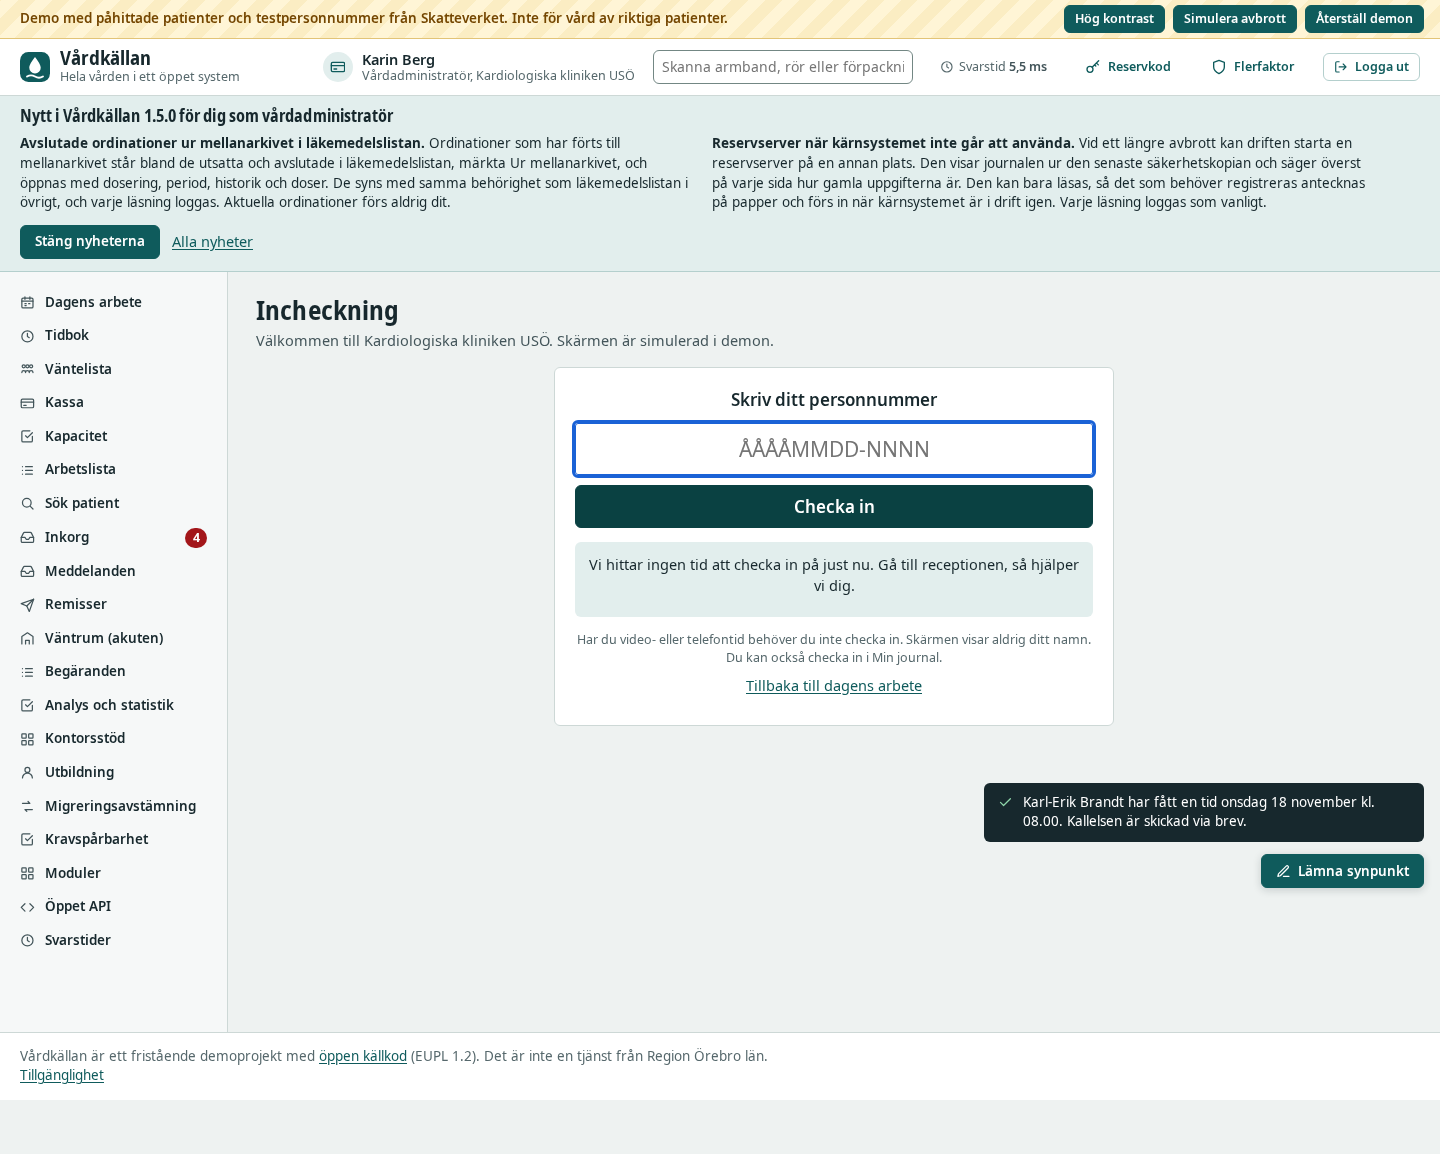 Demo med påhittade patienter och testpersonnummer från Skatteverket. Inte för vård av riktiga patienter.
Hög kontrast
Simulera avbrott
Återställ demon
Vårdkällan
Hela vården i ett öppet system
Karin Berg
Vårdadministratör, Kardiologiska kliniken USÖ
Skanna armband, rör eller förpackni
Svarstid 5,5 ms
Reservkod
Flerfaktor
Logga ut
Nytt i Vårdkällan 1.5.0 för dig som vårdadministratör
Avslutade ordinationer ur mellanarkivet i läkemedelslistan. Ordinationer som har förts till
mellanarkivet står bland de utsatta och avslutade i läkemedelslistan, märkta Ur mellanarkivet, och
öppnas med dosering, period, historik och doser. De syns med samma behörighet som läkemedelslistan i
övrigt, och varje läsning loggas. Aktuella ordinationer förs aldrig dit.
Reservserver när kärnsystemet inte går att använda. Vid ett längre avbrott kan driften starta en
reservserver på en annan plats. Den visar journalen ur den senaste säkerhetskopian och säger överst
på varje sida hur gamla uppgifterna är. Den kan bara läsas, så det som behöver registreras antecknas
på papper och förs in när kärnsystemet är i drift igen. Varje läsning loggas som vanligt.
Stäng nyheterna
Alla nyheter
Dagens arbete
Tidbok
Väntelista
Kassa
Kapacitet
Arbetslista
Sök patient
Inkorg 4
Meddelanden
Remisser
Väntrum (akuten)
Begäranden
Analys och statistik
Kontorsstöd
Utbildning
Migreringsavstämning
Kravspårbarhet
Moduler
Öppet API
Svarstider
Incheckning
Välkommen till Kardiologiska kliniken USÖ. Skärmen är simulerad i demon.
Skriv ditt personnummer
ÅÅÅÅMMDD-NNNN
Checka in
Vi hittar ingen tid att checka in på just nu. Gå till receptionen, så hjälper
vi dig.
Har du video- eller telefontid behöver du inte checka in. Skärmen visar aldrig ditt namn.
Du kan också checka in i Min journal.
Tillbaka till dagens arbete
Karl-Erik Brandt har fått en tid onsdag 18 november kl.
08.00. Kallelsen är skickad via brev.
Lämna synpunkt
Vårdkällan är ett fristående demoprojekt med öppen källkod (EUPL 1.2). Det är inte en tjänst från Region Örebro län.
Tillgänglighet